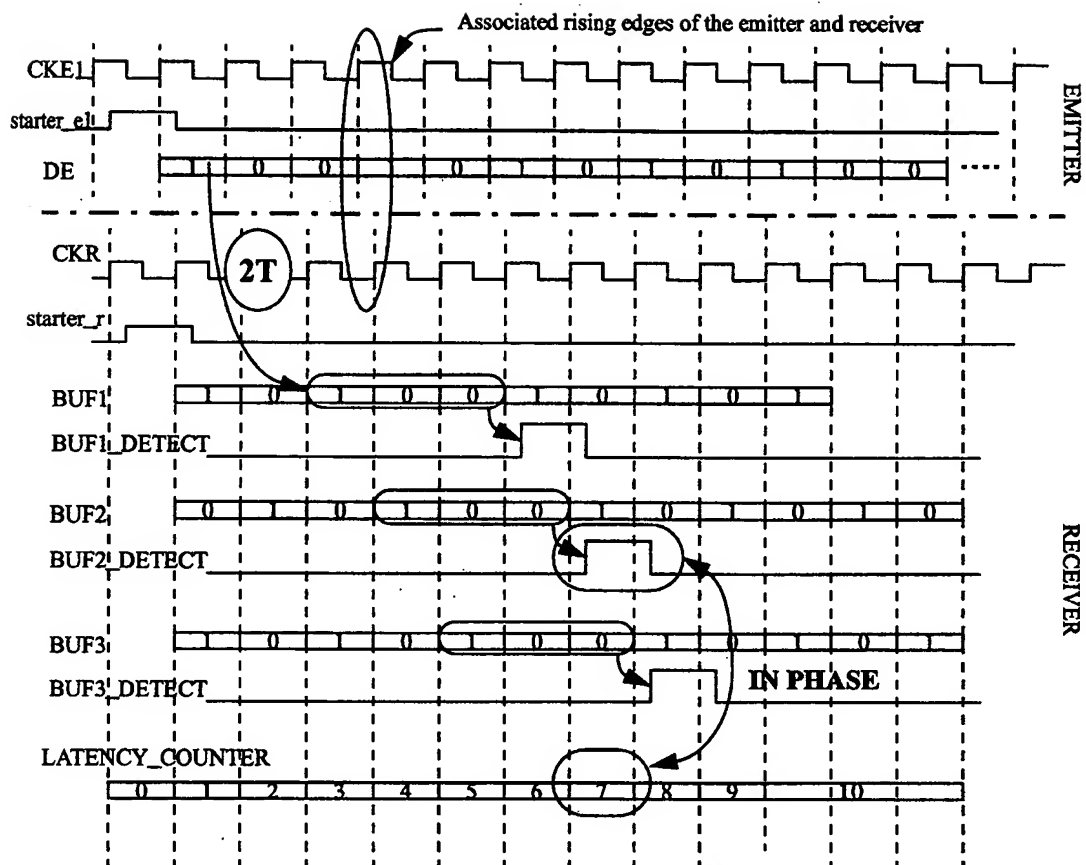 Associated rising edges of the emitter and receiver
CKE1
starter_e1
DE 1 0 0 1 0 1 0 1 0 1 0 0
EMITTER
CKR
2T
starter_r
BUF1 1 0 1 0 0 1 0 1 0 1
BUF1_DETECT
BUF2 0 1 0 1 0 0 1 0 1 0 1 0
BUF2_DETECT
RECEIVER
BUF3 1 0 1 0 1 0 0 1 0 1 0 1
BUF3_DETECT
IN PHASE
LATENCY_COUNTER
0 1 2 3 4 5 6 7 8 9 10